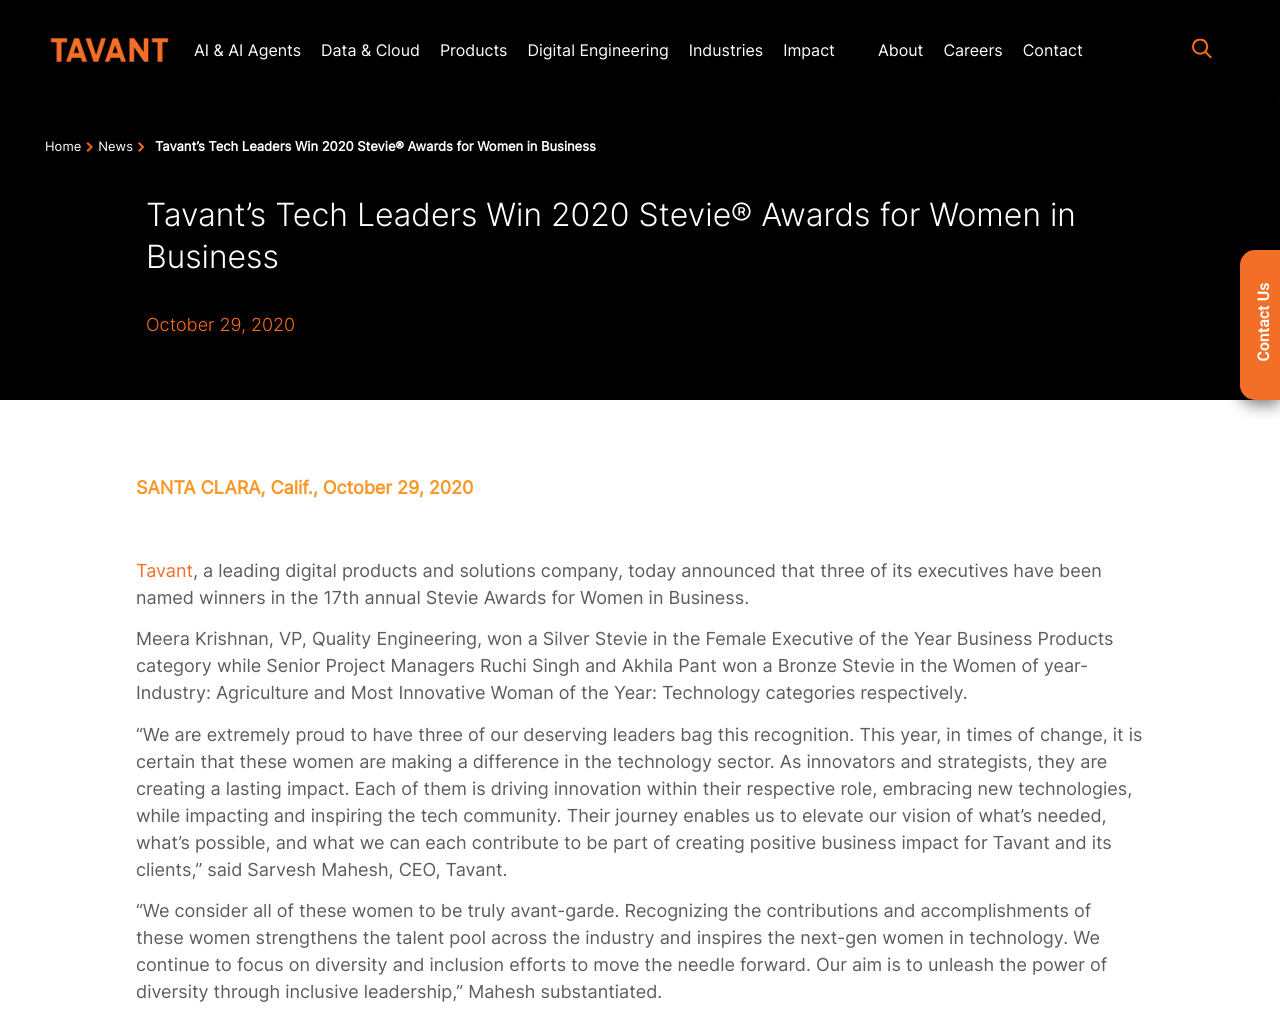 TAVANT
AI & AI Agents Data & Cloud Products Digital Engineering Industries Impact About Careers Contact
Home News Tavant’s Tech Leaders Win 2020 Stevie® Awards for Women in Business
Tavant’s Tech Leaders Win 2020 Stevie® Awards for Women in
Business
October 29, 2020
Contact Us
SANTA CLARA, Calif., October 29, 2020
Tavant, a leading digital products and solutions company, today announced that three of its executives have been
named winners in the 17th annual Stevie Awards for Women in Business.
Meera Krishnan, VP, Quality Engineering, won a Silver Stevie in the Female Executive of the Year Business Products
category while Senior Project Managers Ruchi Singh and Akhila Pant won a Bronze Stevie in the Women of year-
Industry: Agriculture and Most Innovative Woman of the Year: Technology categories respectively.
“We are extremely proud to have three of our deserving leaders bag this recognition. This year, in times of change, it is
certain that these women are making a difference in the technology sector. As innovators and strategists, they are
creating a lasting impact. Each of them is driving innovation within their respective role, embracing new technologies,
while impacting and inspiring the tech community. Their journey enables us to elevate our vision of what’s needed,
what’s possible, and what we can each contribute to be part of creating positive business impact for Tavant and its
clients,” said Sarvesh Mahesh, CEO, Tavant.
“We consider all of these women to be truly avant-garde. Recognizing the contributions and accomplishments of
these women strengthens the talent pool across the industry and inspires the next-gen women in technology. We
continue to focus on diversity and inclusion efforts to move the needle forward. Our aim is to unleash the power of
diversity through inclusive leadership,” Mahesh substantiated.